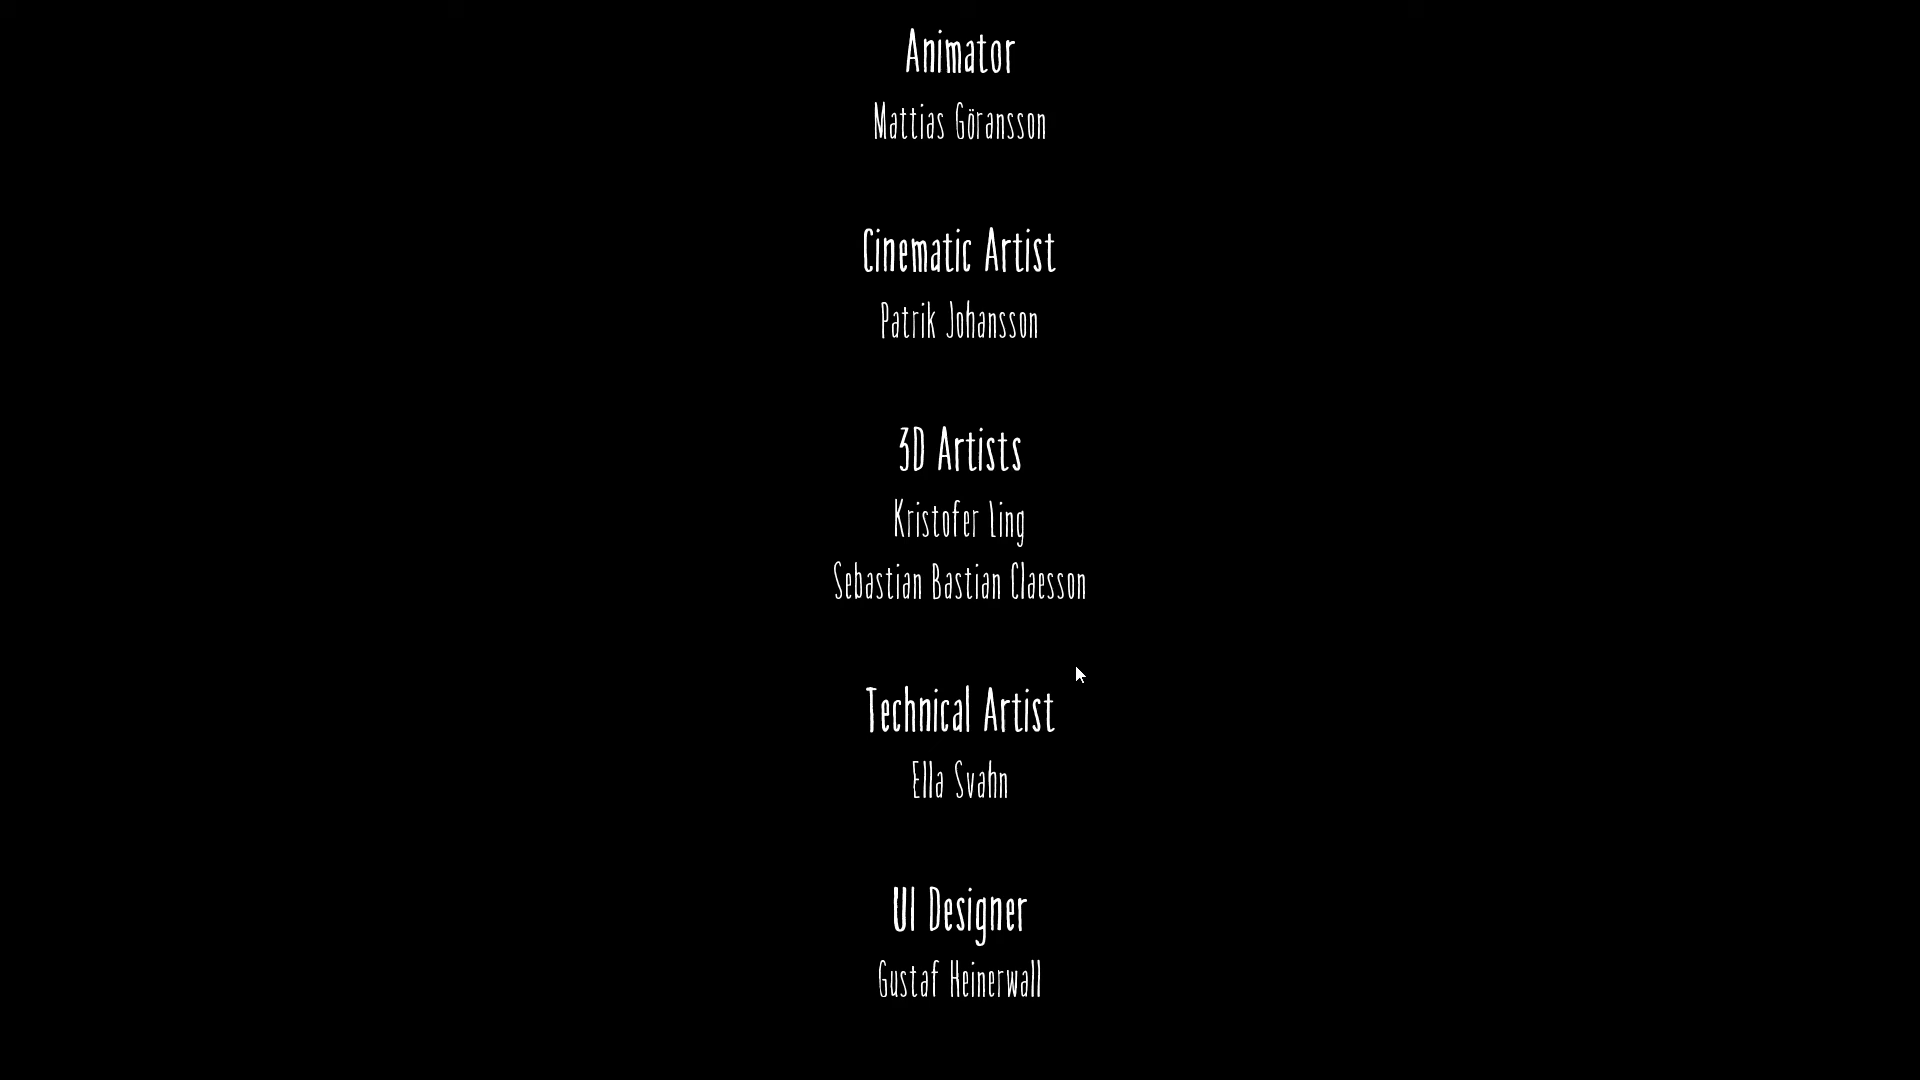 Animator
Mattias Göransson
Cinematic Artist
Patrik Johansson
3D Artists
Kristofer Ling
Sebastian Bastian Claesson
Technical Artist
Ella Svahn
UI Designer
Gustaf Heinerwall